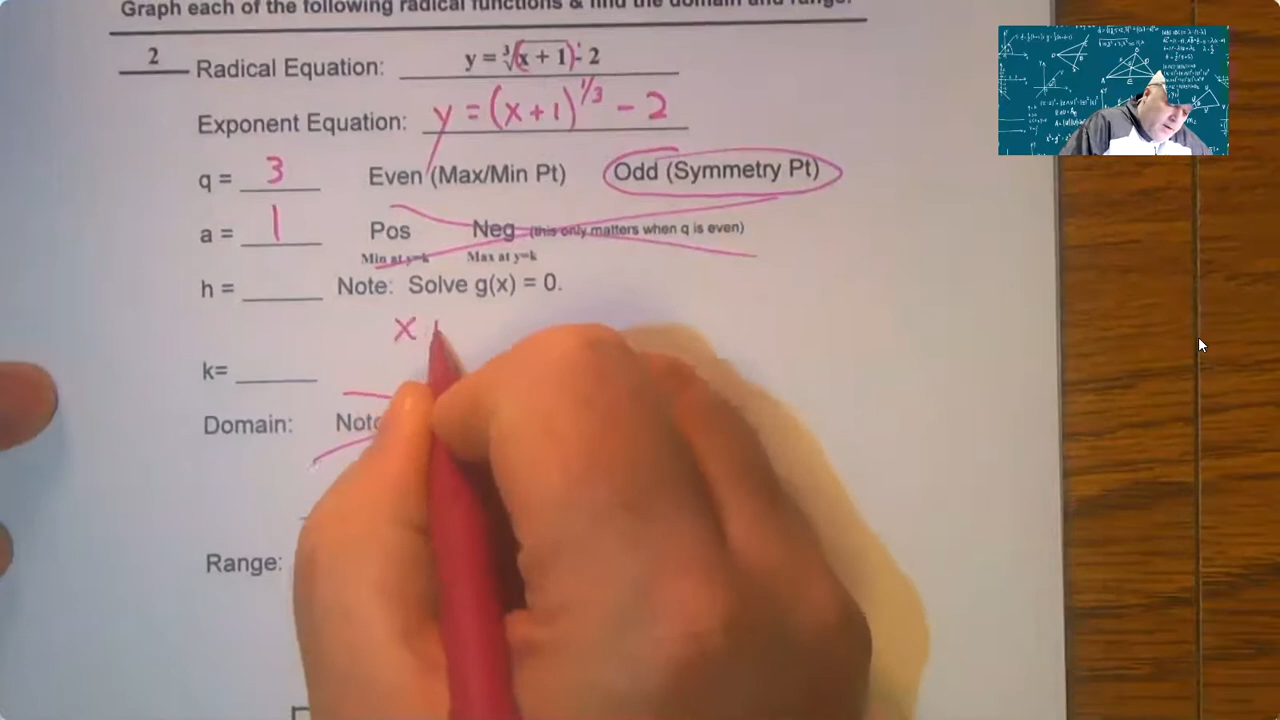 Graph each of the following radical functions & find the domain and range.
2 Radical Equation: y = ∛(x + 1) - 2
Exponent Equation: y = (x+1)^1/3 - 2
q = 3 Even (Max/Min Pt) Odd (Symmetry Pt)
a = 1 Pos Neg (this only matters when q is even)
Min at y=k Max at y=k
h = ____ Note: Solve g(x) = 0.
x
k= ____
Domain:
Range: